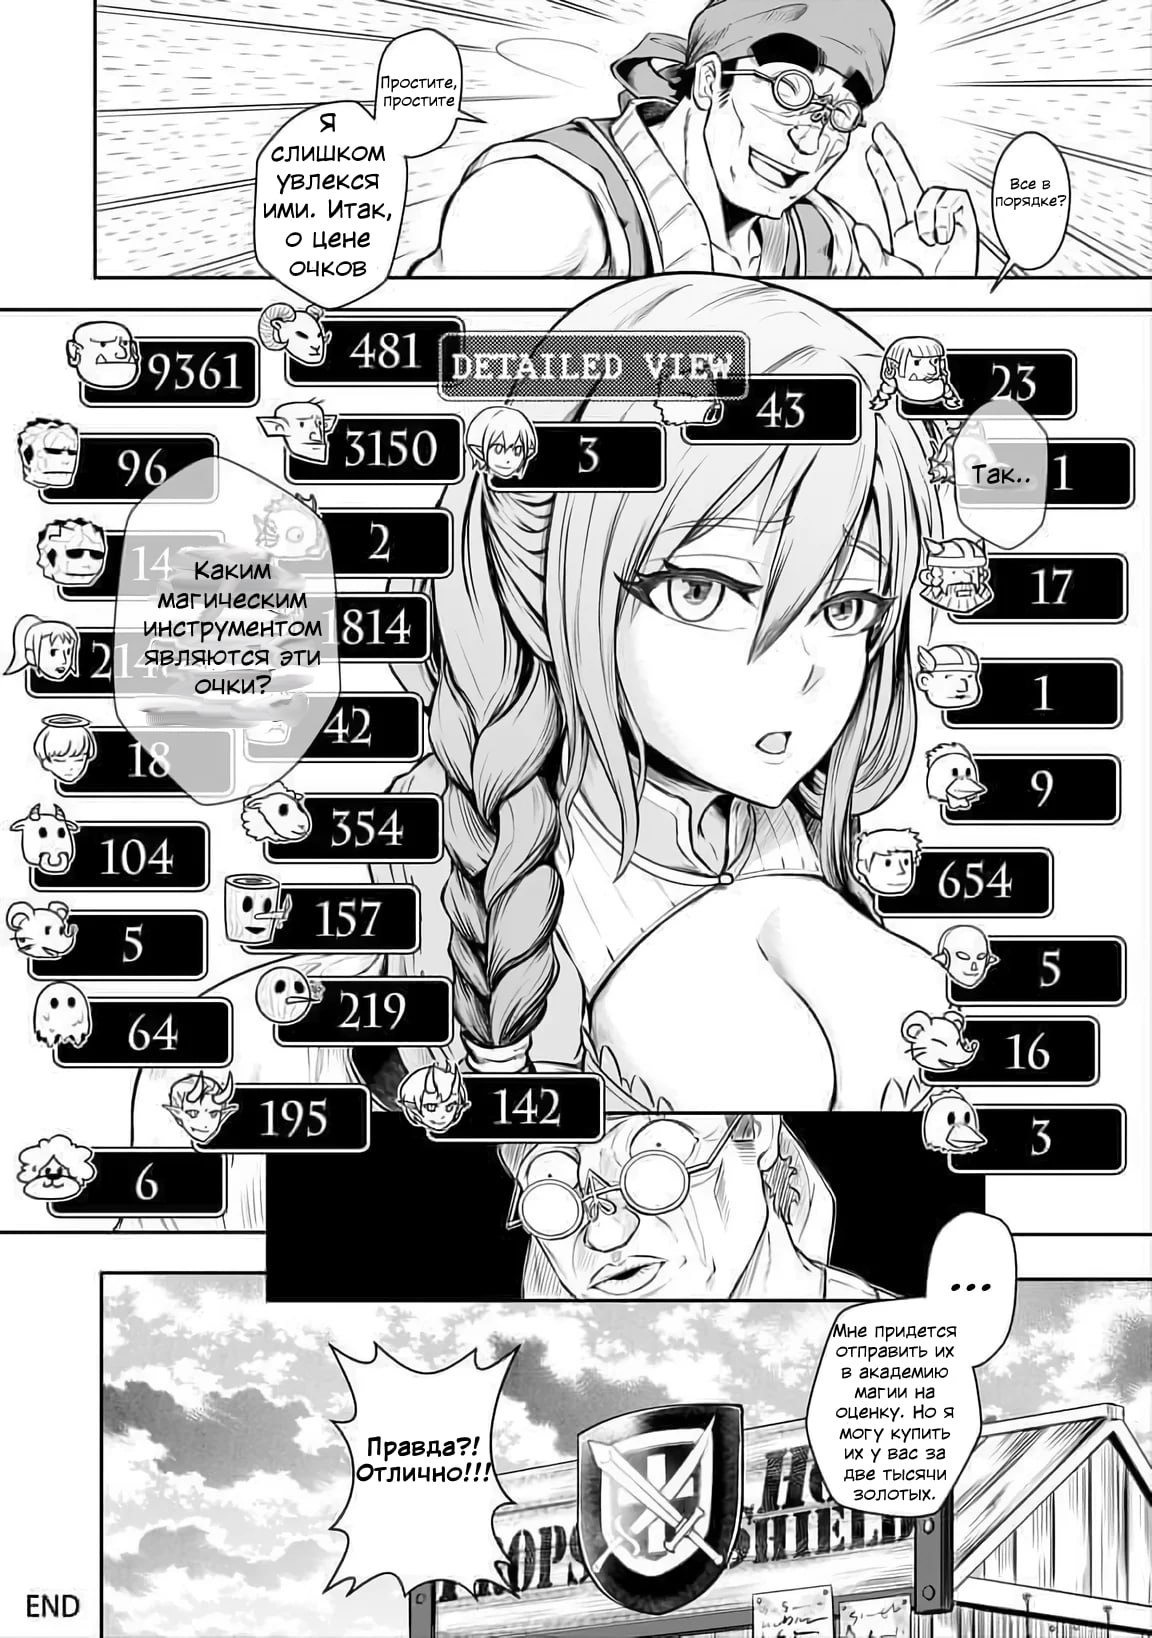 Простите,
простите
Я
слишком
увлекся
ими. Итак,
о цене
очков
Все в
порядке?
DETAILED VIEW
9361
481
43
23
96
3150
3
Так..
1
2
17
Каким
магическим
инструментом
являются эти
очки?
1814
1
42
18
9
354
104
654
157
5
5
219
64
16
195
142
3
6
...
Мне придется
отправить их
в академию
магии на
оценку. Но я
могу купить
их у вас за
две тысячи
золотых.
Правда?!
Отлично!!!
PROPS
SHIELD
END